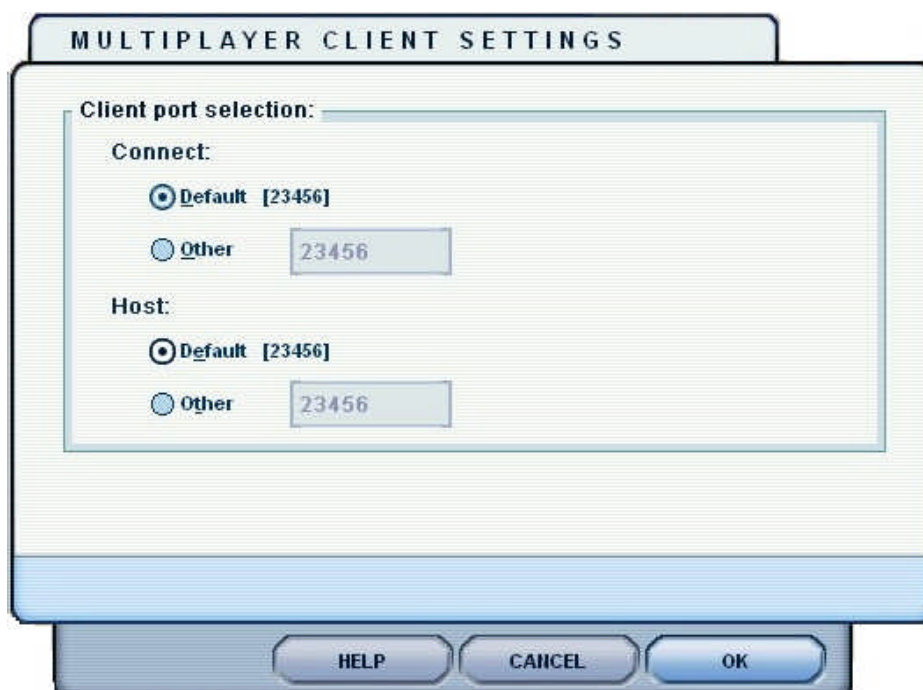 MULTIPLAYER CLIENT SETTINGS
Client port selection:
Connect:
Default [23456]
Other 23456
Host:
Default [23456]
Other 23456
HELP CANCEL OK